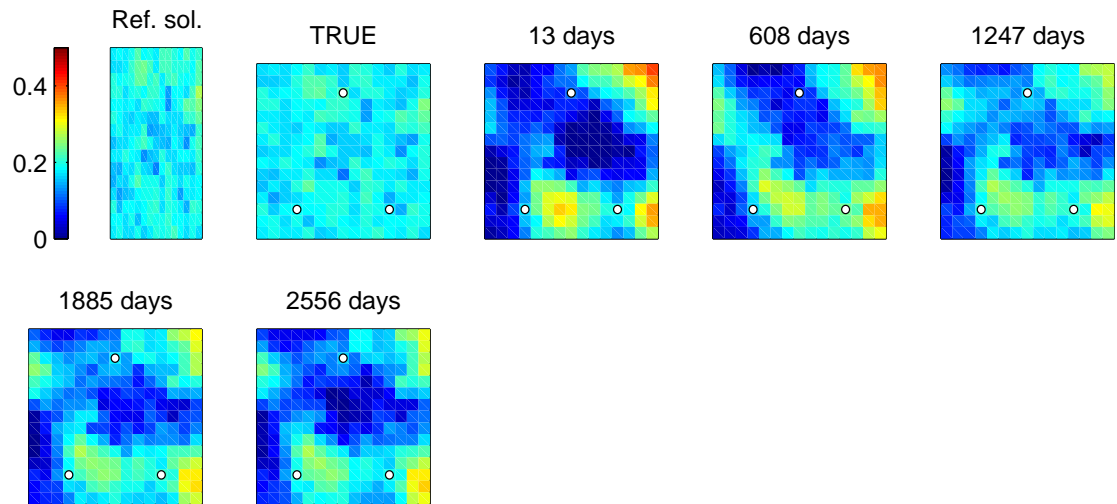 Ref. sol.
TRUE
13 days
608 days
1247 days
0.4
0.2
0
1885 days
2556 days